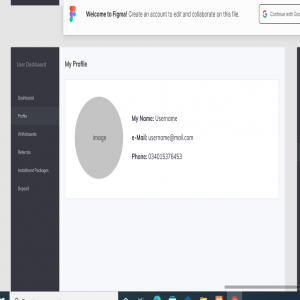 Welcome to Figma! Create an account to edit and collaborate on this file.
G Continue with Goo
User Dashboard
My Profile
Dashboard
Profile
Withdrawals
Referrals
Installment Packages
Deposit
image
My Name: Username
e-Mail: username@mail.com
Phone: 034015376453